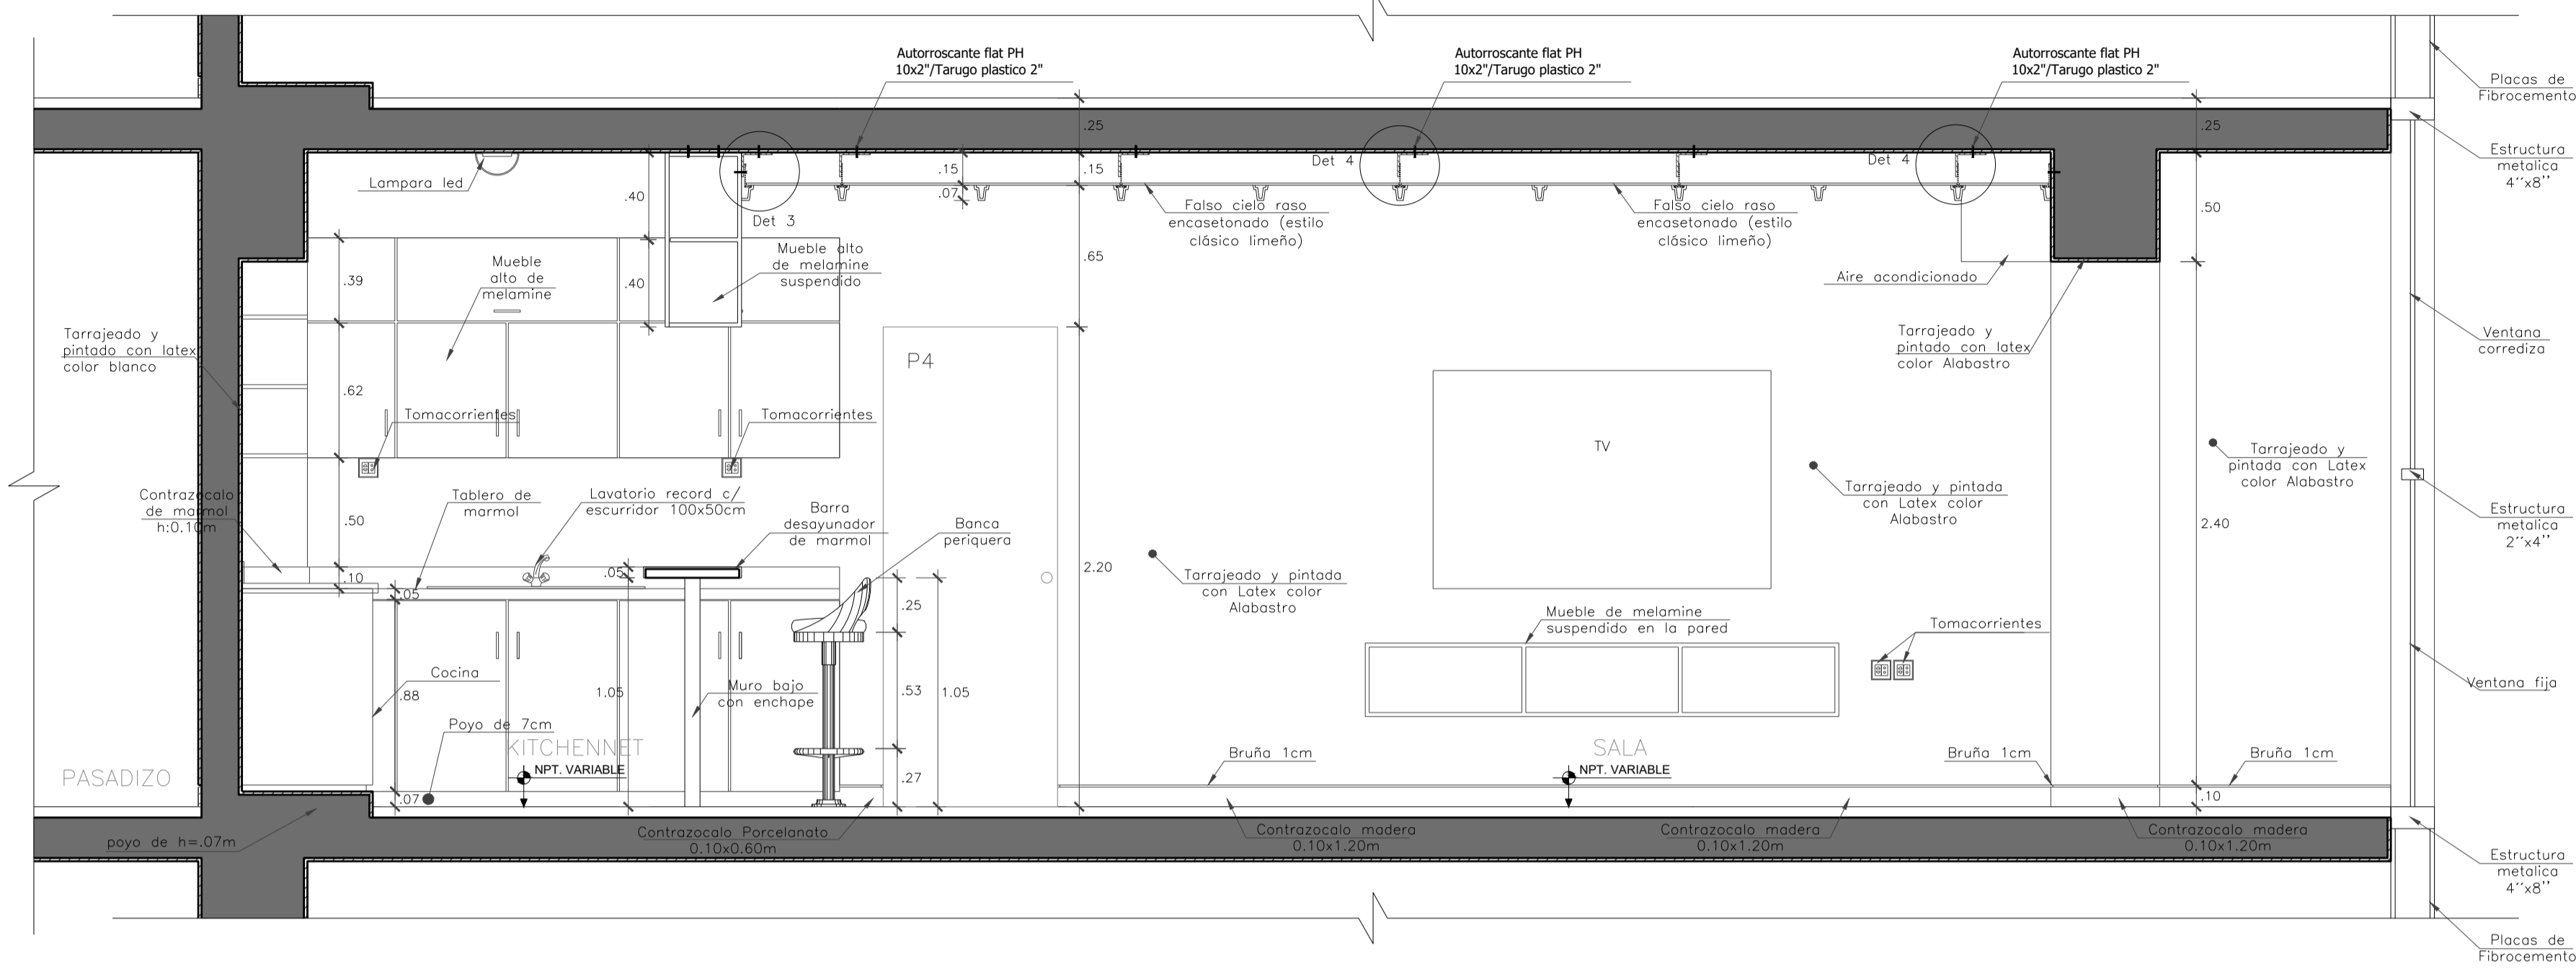 Autorroscante flat PH
10x2"/Tarugo plastico 2"
Autorroscante flat PH
10x2"/Tarugo plastico 2"
Autorroscante flat PH
10x2"/Tarugo plastico 2"
Placas de
Fibrocemento
.25
.25
Estructura
metalica
4´´x8’’
Lampara led
.40
Det 3
.15
.07
.15
Det 4
Det 4
Falso cielo raso
encasetonado (estilo
clásico limeño)
Falso cielo raso
encasetonado (estilo
clásico limeño)
.50
.39
Mueble
alto de
melamine
.40
Mueble alto
de melamine
suspendido
.65
Aire acondicionado
Tarrajeado y
pintado con latex
color blanco
P4
Tarrajeado y
pintado con latex
color Alabastro
Ventana
corrediza
.62
Tomacorrientes
Tomacorrientes
TV
Tarrajeado y
pintada con Latex
color Alabastro
Tarrajeado y pintada
con Latex color
Alabastro
Contrazocalo
de marmol
h:0.10m
.50
Tablero de
marmol
Lavatorio record c/
escurridor 100x50cm
Barra
desayunador
de marmol
Banca
periquera
2.40
Estructura
metalica
2´´x4’’
.10
.05
.05
2.20
Tarrajeado y pintada
con Latex color
Alabastro
.25
Mueble de melamine
suspendido en la pared
Tomacorrientes
Cocina
.88
1.05
Muro bajo
con enchape
.53
1.05
Ventana fija
Poyo de 7cm
KITCHENNET
NPT. VARIABLE
SALA
NPT. VARIABLE
Bruña 1cm
Bruña 1cm
Bruña 1cm
PASADIZO
.27
.07
.10
poyo de h=.07m
Contrazocalo Porcelanato
0.10x0.60m
Contrazocalo madera
0.10x1.20m
Contrazocalo madera
0.10x1.20m
Contrazocalo madera
0.10x1.20m
Estructura
metalica
4´´x8’’
Placas de
Fibrocemento